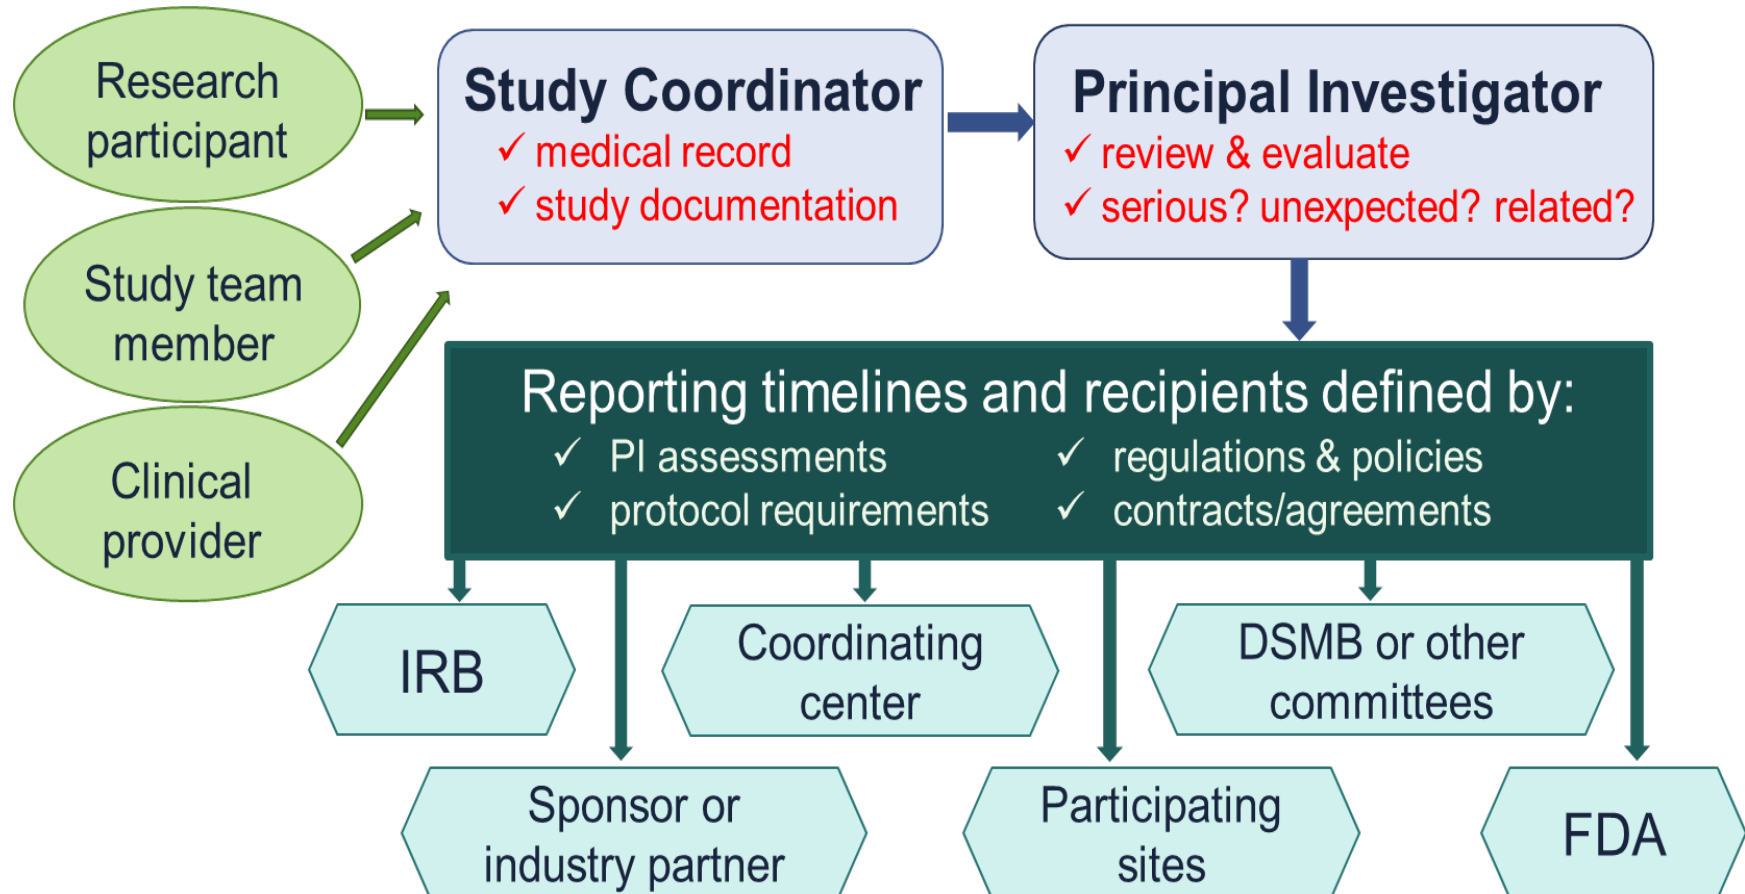 Research
participant
Study team
member
Clinical
provider
Study Coordinator
✓ medical record
✓ study documentation
Principal Investigator
✓ review & evaluate
✓ serious? unexpected? related?
Reporting timelines and recipients defined by:
✓ PI assessments
✓ protocol requirements
✓ regulations & policies
✓ contracts/agreements
IRB
Coordinating
center
DSMB or other
committees
Sponsor or
industry partner
Participating
sites
FDA